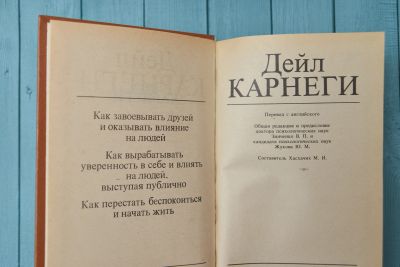 Как завоевывать друзей
и оказывать влияние
на людей
Как вырабатывать
уверенность в себе и влиять
на людей,
выступая публично
Как перестать беспокоиться
и начать жить
Дейл
КАРНЕГИ
Перевод с английского
Общая редакция и предисловие
доктора психологических наук
Зинченко В. П. и
кандидата психологических наук
Жукова Ю. М.
Составитель Хасхачик М. И.